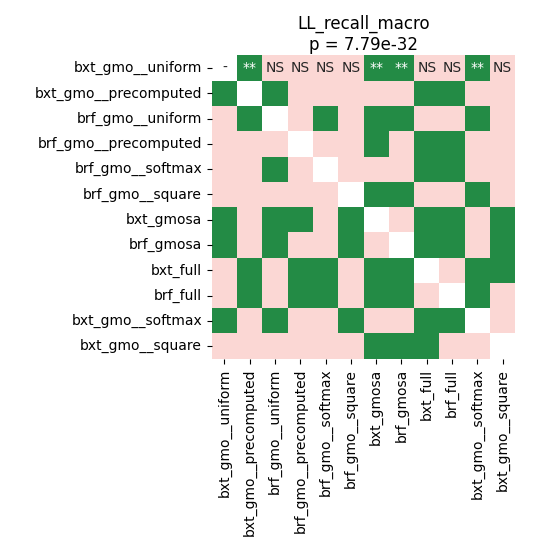 LL_recall_macro
p = 7.79e-32
bxt_gmo__uniform - ** NS NS NS NS ** ** NS NS ** NS
bxt_gmo__precomputed
brf_gmo__uniform
brf_gmo__precomputed
brf_gmo__softmax
brf_gmo__square
bxt_gmosa
brf_gmosa
bxt_full
brf_full
bxt_gmo__softmax
bxt_gmo__square
bxt_gmo__uniform
bxt_gmo__precomputed
brf_gmo__uniform
brf_gmo__precomputed
brf_gmo__softmax
brf_gmo__square
bxt_gmosa
brf_gmosa
bxt_full
brf_full
bxt_gmo__softmax
bxt_gmo__square